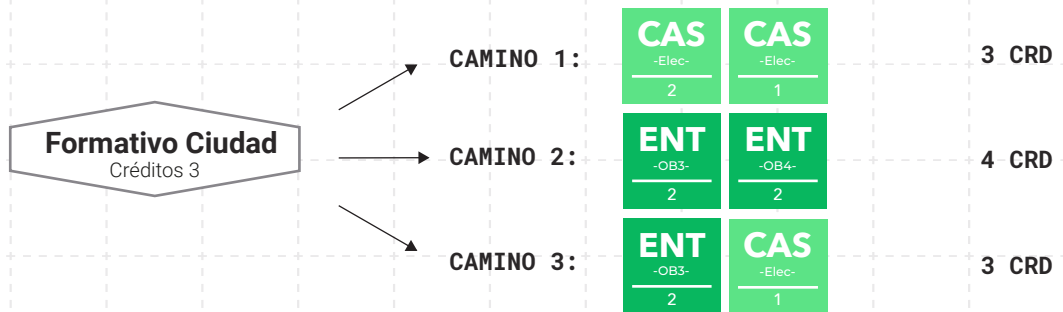 Formativo Ciudad
Créditos 3
CAMINO 1:
CAS
-Elec-
2
CAS
-Elec-
1
3 CRD
CAMINO 2:
ENT
-OB3-
2
ENT
-OB4-
2
4 CRD
CAMINO 3:
ENT
-OB3-
2
CAS
-Elec-
1
3 CRD